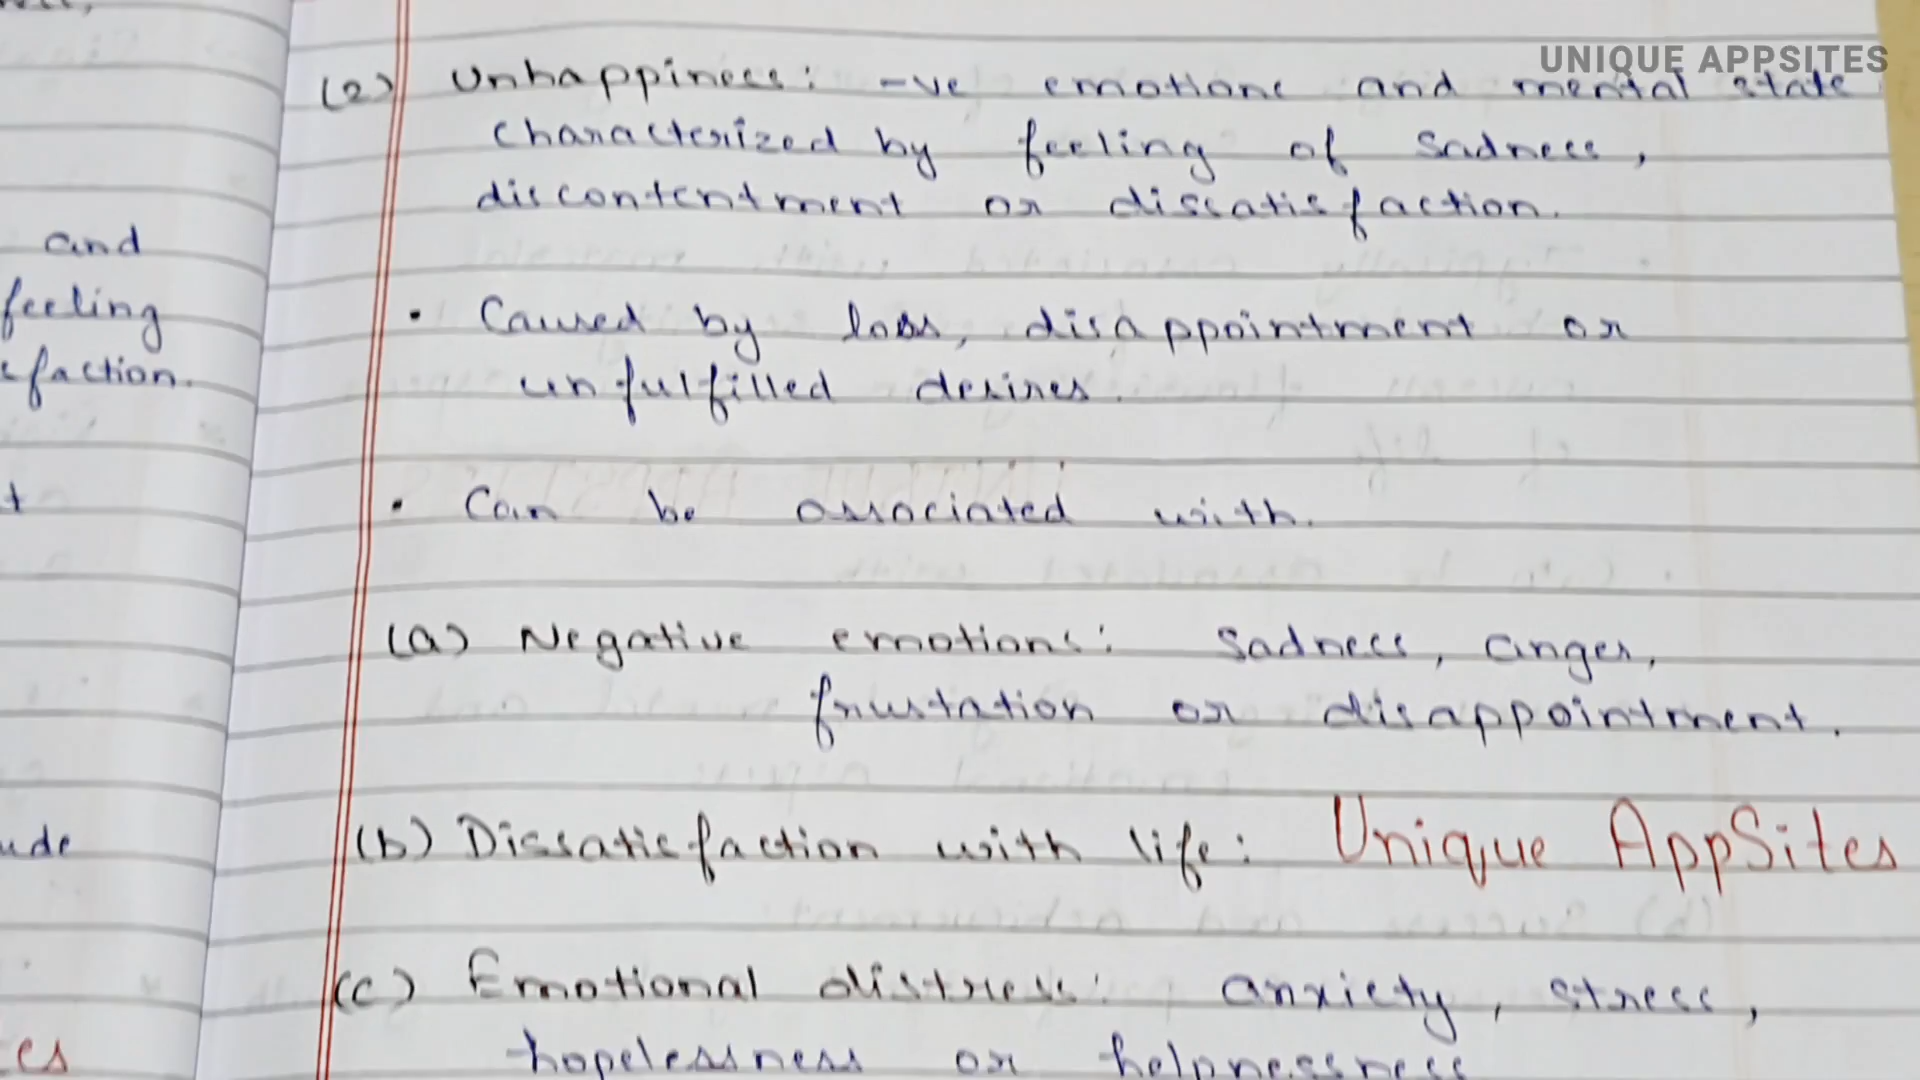 UNIQUE APPSITES
(2) Unhappiness: -ve emotions and mental state
characterized by feeling of sadness,
discontentment or dissatisfaction.
• Caused by loss, disappointment or
unfulfilled desires.
• Can be associated with.
(a) Negative emotions: sadness, anger,
frustation or disappointment.
(b) Dissatisfaction with life: Unique AppSites
(c) Emotional distress: anxiety, stress,
hopelessness or helpnessness
and
feeling
faction.